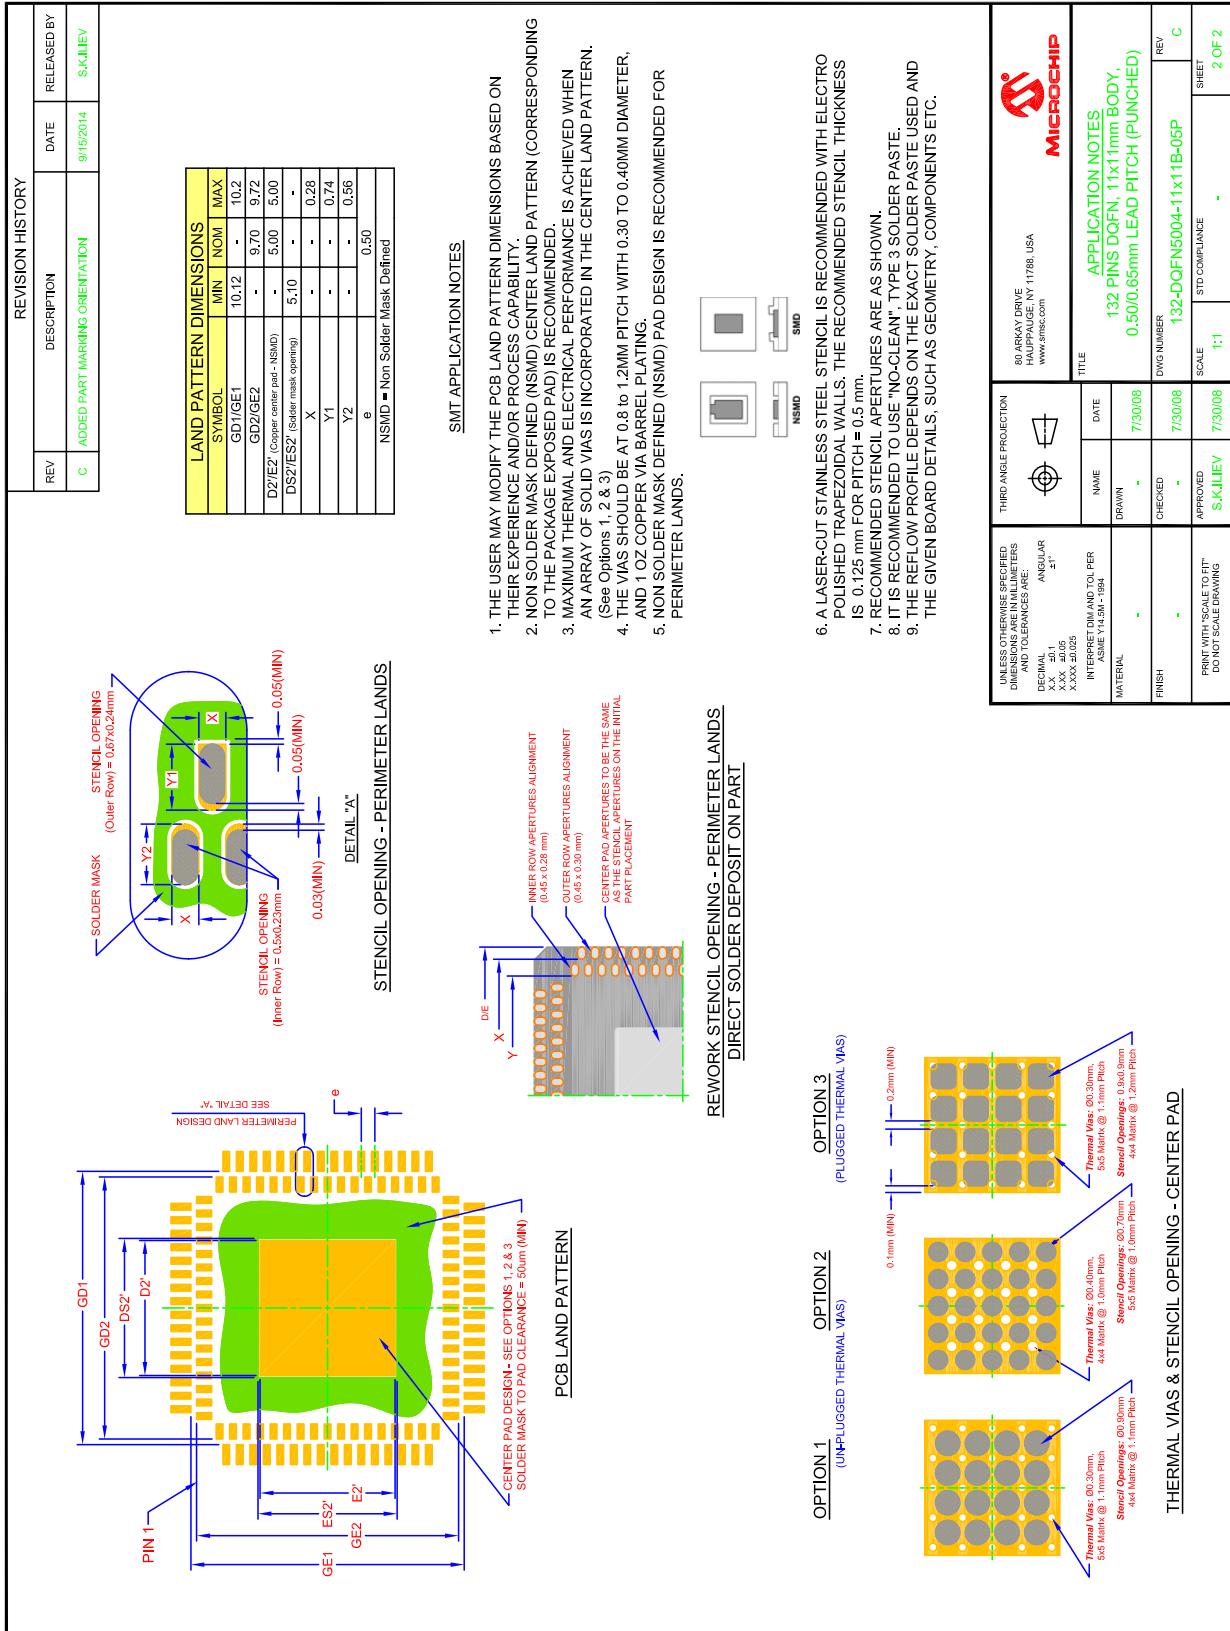 REVISION HISTORY
REV DESCRIPTION DATE RELEASED BY
C ADDED PART MARKING ORIENTATION 9/15/2014 S.K.ILIEV
GD1
GD2
DS2'
D2'
PIN 1
GE1
GE2
ES2'
E2'
PERIMETER LAND DESIGN
SEE DETAIL "A"
e
CENTER PAD DESIGN - SEE OPTIONS 1, 2 & 3
SOLDER MASK TO PAD CLEARANCE = 50um (MIN)
PCB LAND PATTERN
SOLDER MASK
STENCIL OPENING
(Outer Row) = 0.67x0.24mm
Y2
Y1
X
X
0.05(MIN)
0.05(MIN)
0.03(MIN)
STENCIL OPENING
(Inner Row) = 0.5x0.23mm
DETAIL "A"
STENCIL OPENING - PERIMETER LANDS
LAND PATTERN DIMENSIONS
SYMBOL MIN NOM MAX
GD1/GE1 10.12 - 10.2
GD2/GE2 - 9.70 9.72
D2'/E2' (Copper center pad - NSMD) - 5.00 5.00
DS2'/ES2' (Solder mask opening) 5.10 - -
X - - 0.28
Y1 - - 0.74
Y2 - - 0.56
e 0.50
NSMD = Non Solder Mask Defined
D/E
X
Y
INNER ROW APERTURES ALIGNMENT
(0.45 x 0.28 mm)
OUTER ROW APERTURES ALIGNMENT
(0.45 x 0.30 mm)
CENTER PAD APERTURES TO BE THE SAME
AS THE STENCIL APERTURES ON THE INITIAL
PART PLACEMENT
REWORK STENCIL OPENING - PERIMETER LANDS
DIRECT SOLDER DEPOSIT ON PART
SMT APPLICATION NOTES
1. THE USER MAY MODIFY THE PCB LAND PATTERN DIMENSIONS BASED ON
THEIR EXPERIENCE AND/OR PROCESS CAPABILITY.
2. NON SOLDER MASK DEFINED (NSMD) CENTER LAND PATTERN (CORRESPONDING
TO THE PACKAGE EXPOSED PAD) IS RECOMMENDED.
3. MAXIMUM THERMAL AND ELECTRICAL PERFORMANCE IS ACHIEVED WHEN
AN ARRAY OF SOLID VIAS IS INCORPORATED IN THE CENTER LAND PATTERN.
(See Options 1, 2 & 3)
4. THE VIAS SHOULD BE AT 0.8 to 1.2MM PITCH WITH 0.30 TO 0.40MM DIAMETER,
AND 1 OZ COPPER VIA BARREL PLATING.
5. NON SOLDER MASK DEFINED (NSMD) PAD DESIGN IS RECOMMENDED FOR
PERIMETER LANDS.
NSMD
SMD
6. A LASER-CUT STAINLESS STEEL STENCIL IS RECOMMENDED WITH ELECTRO
POLISHED TRAPEZOIDAL WALLS. THE RECOMMENDED STENCIL THICKNESS
IS 0.125 mm FOR PITCH = 0.5 mm.
7. RECOMMENDED STENCIL APERTURES ARE AS SHOWN.
8. IT IS RECOMMENDED TO USE "NO-CLEAN", TYPE 3 SOLDER PASTE.
9. THE REFLOW PROFILE DEPENDS ON THE EXACT SOLDER PASTE USED AND
THE GIVEN BOARD DETAILS, SUCH AS GEOMETRY, COMPONENTS ETC.
OPTION 1
OPTION 2
(UN-PLUGGED THERMAL VIAS)
OPTION 3
(PLUGGED THERMAL VIAS)
0.1mm (MIN)
0.2mm (MIN)
Thermal Vias: Ø0.30mm,
5x5 Matrix @ 1.1mm Pitch
Stencil Openings: Ø0.90mm
4x4 Matrix @ 1.1mm Pitch
Thermal Vias: Ø0.40mm,
4x4 Matrix @ 1.0mm Pitch
Stencil Openings: Ø0.70mm
5x5 Matrix @ 1.0mm Pitch
Thermal Vias: Ø0.30mm,
5x5 Matrix @ 1.1mm Pitch
Stencil Openings: 0.9x0.9mm
4x4 Matrix @ 1.2mm Pitch
THERMAL VIAS & STENCIL OPENING - CENTER PAD
UNLESS OTHERWISE SPECIFIED
DIMENSIONS ARE IN MILLIMETERS
AND TOLERANCES ARE:
DECIMAL ANGULAR
X.X ±0.1 ±1°
X.XX ±0.05
X.XXX ±0.025
INTERPRET DIM AND TOL PER
ASME Y14.5M - 1994
MATERIAL
-
FINISH
-
PRINT WITH "SCALE TO FIT"
DO NOT SCALE DRAWING
THIRD ANGLE PROJECTION
NAME DATE
DRAWN
- 7/30/08
CHECKED
- 7/30/08
APPROVED
S.K.ILIEV 7/30/08
80 ARKAY DRIVE
HAUPPAUGE, NY 11788, USA
www.smsc.com
MICROCHIP
TITLE
APPLICATION NOTES
132 PINS DQFN, 11x11mm BODY,
0.50/0.65mm LEAD PITCH (PUNCHED)
DWG NUMBER REV
132-DQFN5004-11x11B-05P C
SCALE STD COMPLIANCE SHEET
1:1 - 2 OF 2